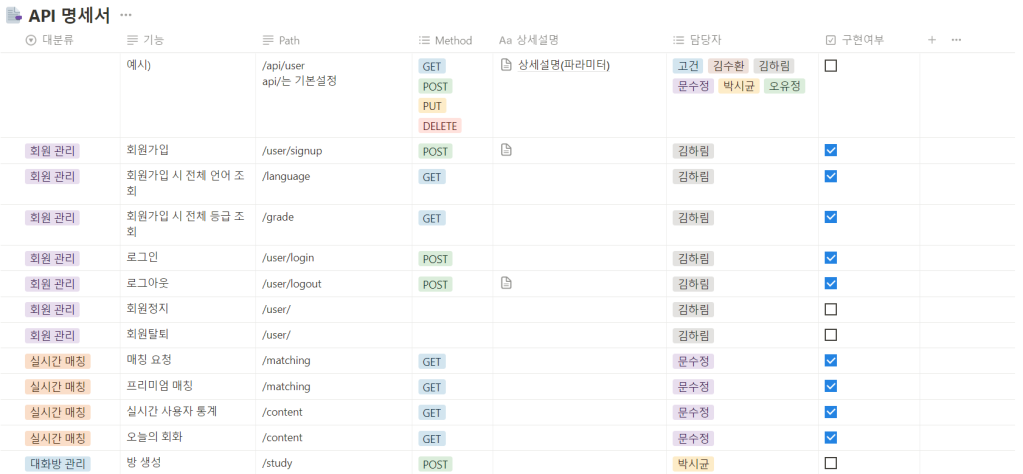 API 명세서 ···
대분류 기능 Path Method Aa 상세설명 담당자 구현여부 + ···
예시) /api/user GET 상세설명(파라미터) 고건 김수환 김하림
api/는 기본설정 POST 문수정 박시균 오유정
PUT
DELETE
회원 관리 회원가입 /user/signup POST 김하림
회원 관리 회원가입 시 전체 언어 조 /language GET 김하림
회
회원 관리 회원가입 시 전체 등급 조 /grade GET 김하림
회
회원 관리 로그인 /user/login POST 김하림
회원 관리 로그아웃 /user/logout POST 김하림
회원 관리 회원정지 /user/ 김하림
회원 관리 회원탈퇴 /user/ 김하림
실시간 매칭 매칭 요청 /matching GET 문수정
실시간 매칭 프리미엄 매칭 /matching GET 문수정
실시간 매칭 실시간 사용자 통계 /content GET 문수정
실시간 매칭 오늘의 회화 /content GET 문수정
대화방 관리 방 생성 /study POST 박시균